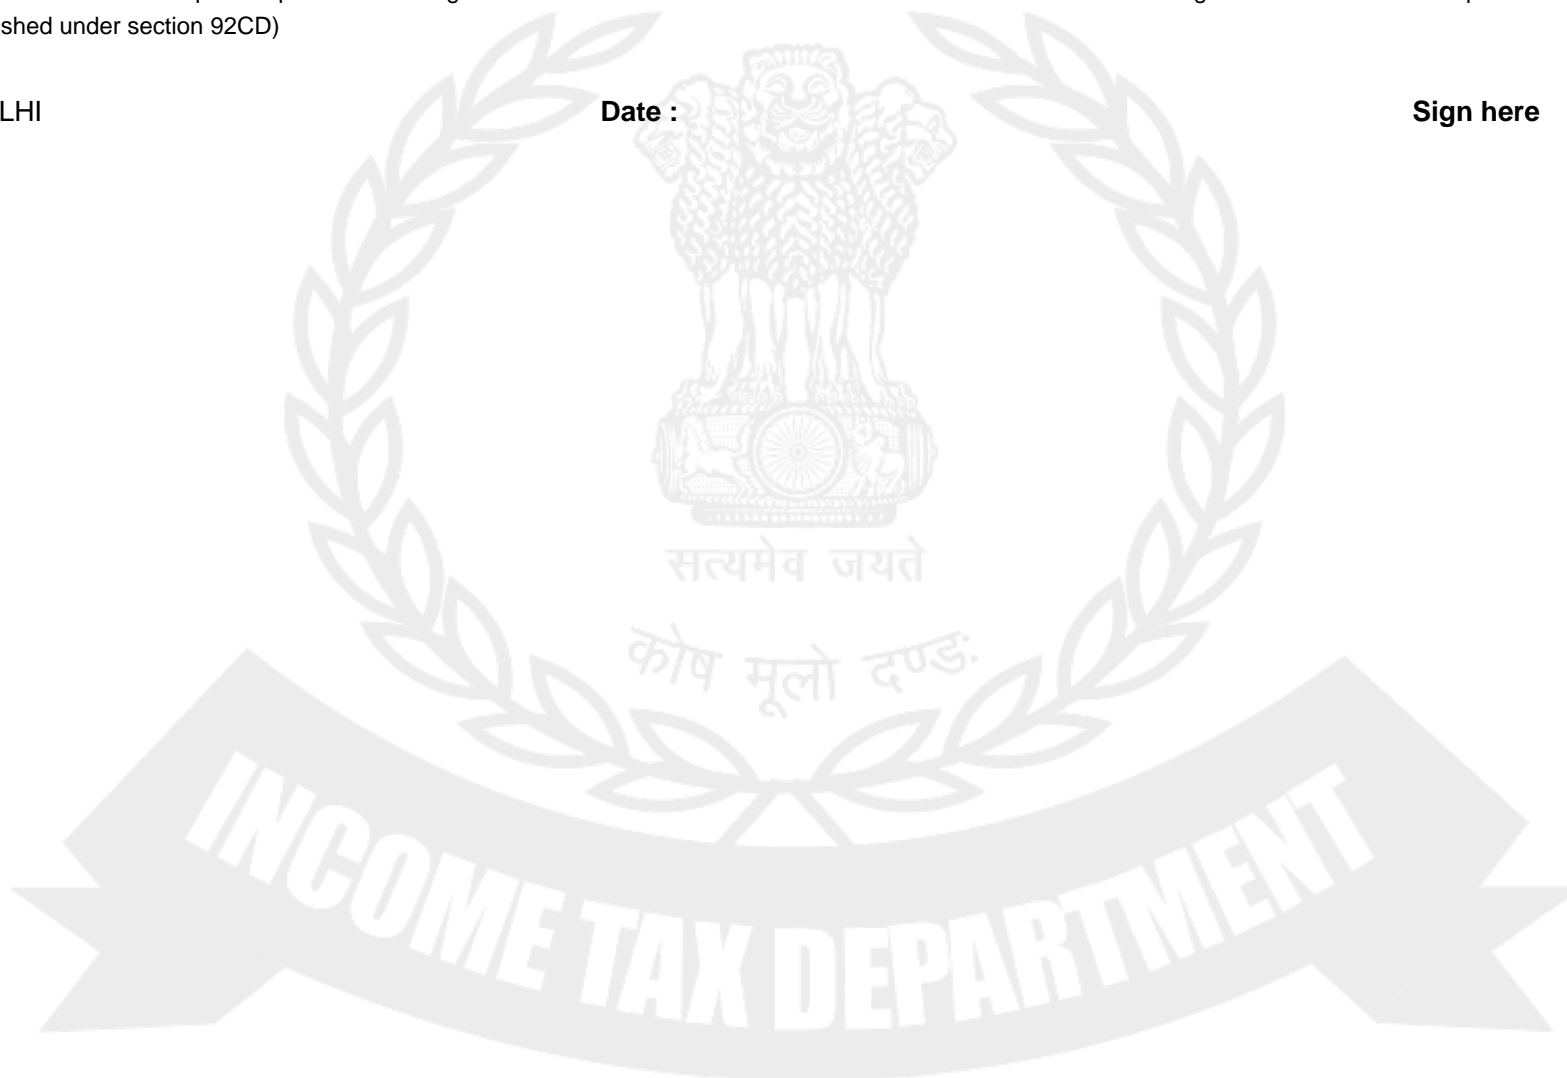 shed under section 92CD)
LHI Date : Sign here
सत्यमेव जयते
कोष मूलो दण्ड:
INCOME TAX DEPARTMENT